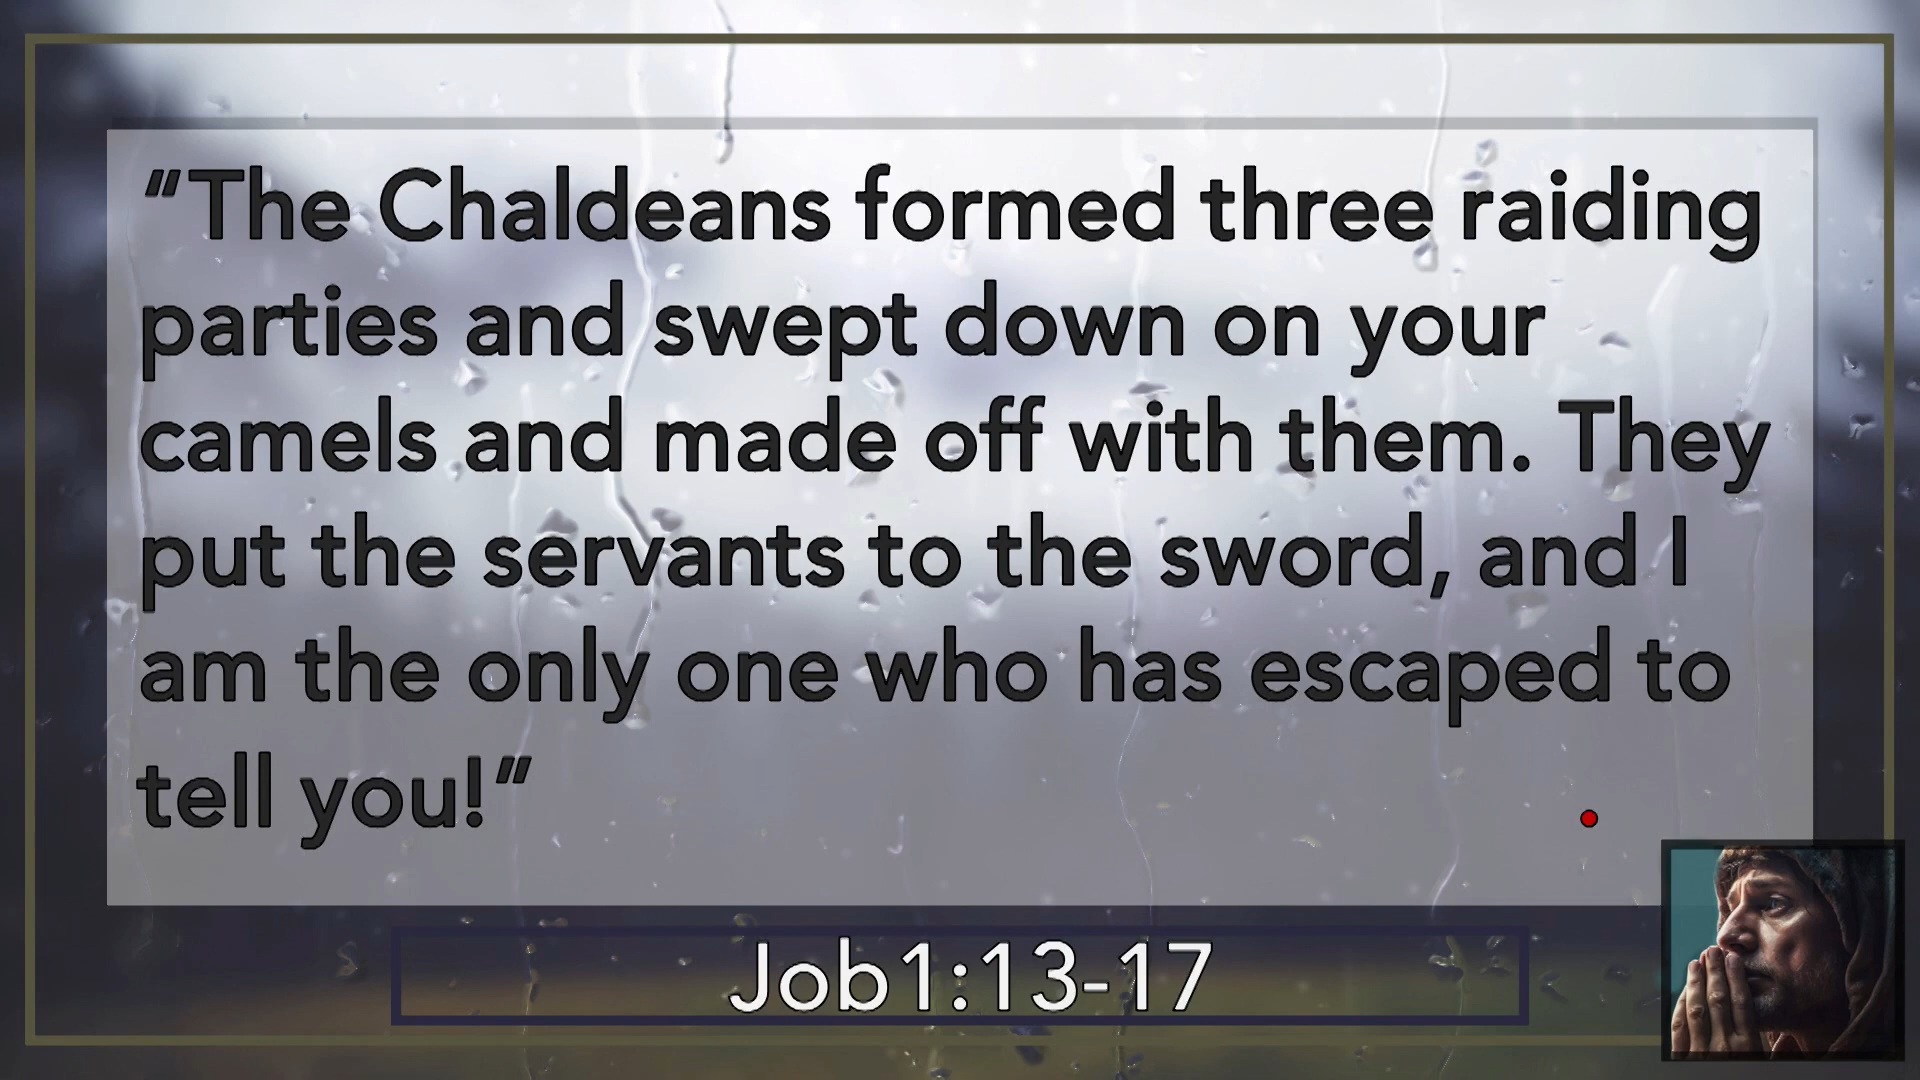 “The Chaldeans formed three raiding
parties and swept down on your
camels and made off with them. They
put the servants to the sword, and I
am the only one who has escaped to
tell you!”
Job1:13-17